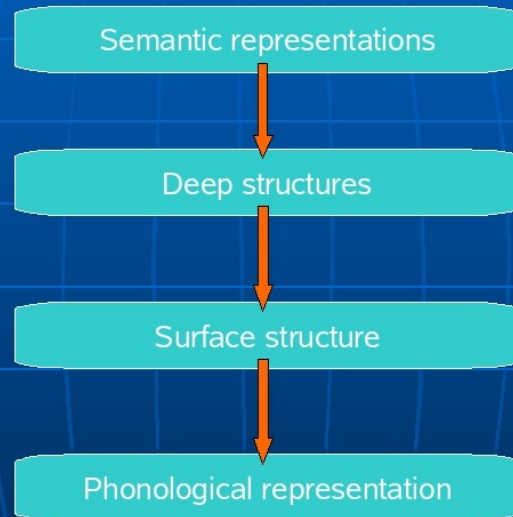 Semantic representations
Deep structures
Surface structure
Phonological representation